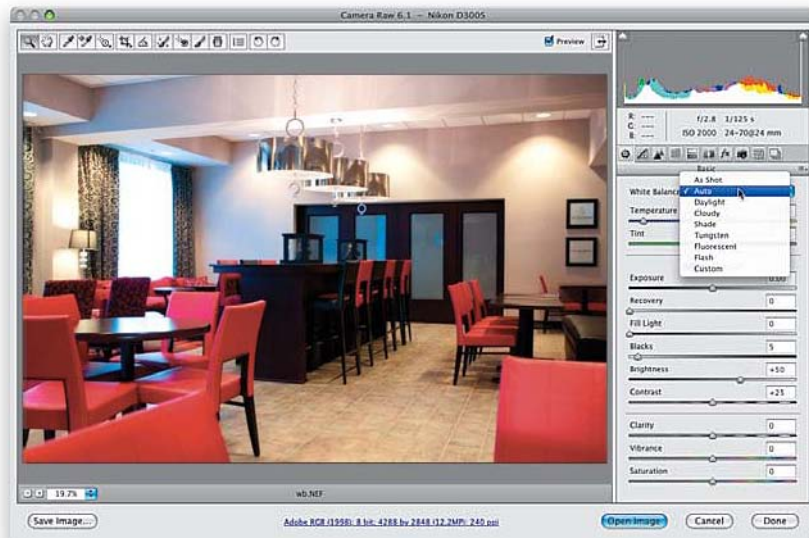 Camera Raw 6.1 – Nikon D300S
Preview
R: ---
G: ---
B: ---
f/2.8 1/125 s
ISO 2000 24-70@24 mm
Basic
White Balance
As Shot
✓ Auto
Daylight
Cloudy
Shade
Tungsten
Fluorescent
Flash
Custom
Temperature
Tint
Exposure 0.00
Recovery 0
Fill Light 0
Blacks 5
Brightness +50
Contrast +25
Clarity 0
Vibrance 0
Saturation 0
19.7%
wb.NEF
Save Image...
Adobe RGB (1998); 8 bit; 4288 by 2848 (12.2MP); 240 ppi
Open Image
Cancel
Done